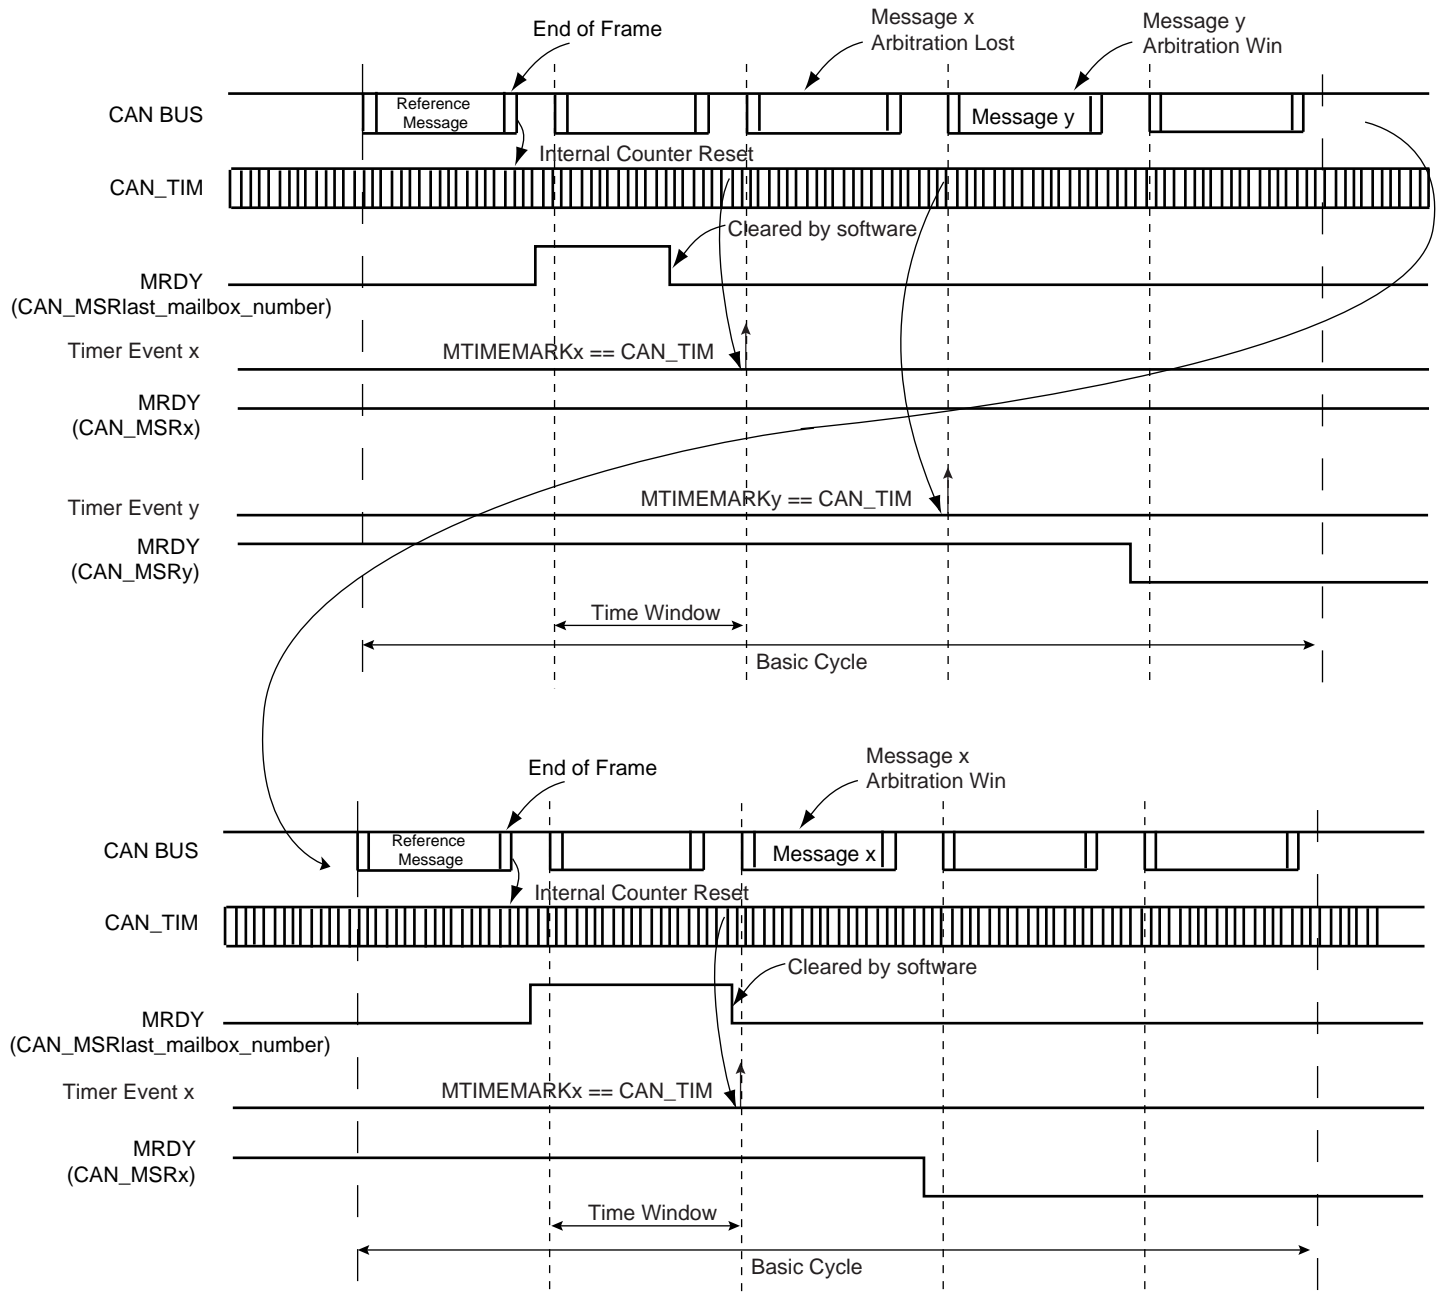 End of Frame
Message x
Arbitration Lost
Message y
Arbitration Win
CAN BUS
Reference
Message
Message y
Internal Counter Reset
CAN_TIM
Cleared by software
MRDY
(CAN_MSRlast_mailbox_number)
Timer Event x
MTIMEMARKx == CAN_TIM
MRDY
(CAN_MSRx)
Timer Event y
MTIMEMARKy == CAN_TIM
MRDY
(CAN_MSRy)
Time Window
Basic Cycle
End of Frame
Message x
Arbitration Win
CAN BUS
Reference
Message
Message x
Internal Counter Reset
CAN_TIM
Cleared by software
MRDY
(CAN_MSRlast_mailbox_number)
Timer Event x
MTIMEMARKx == CAN_TIM
MRDY
(CAN_MSRx)
Time Window
Basic Cycle